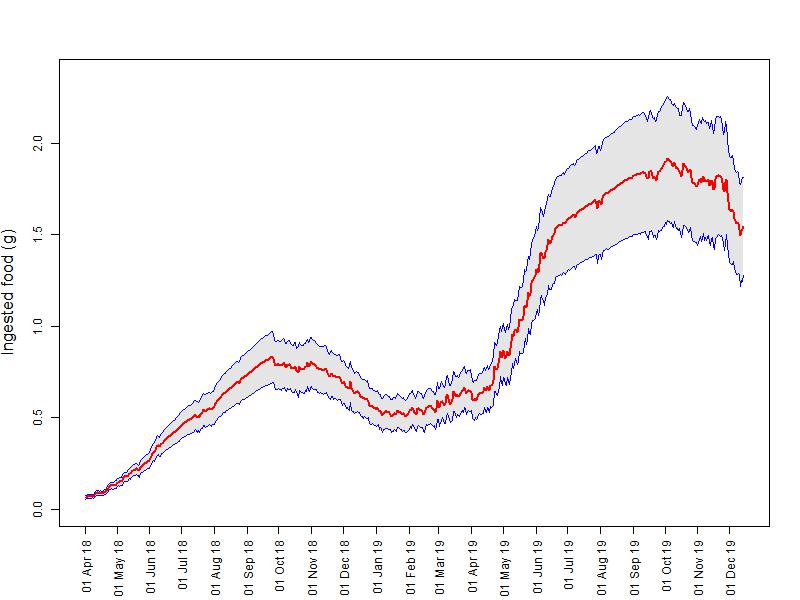 Ingested food (g)
2.0
1.5
1.0
0.5
0.0
01 Apr 18
01 May 18
01 Jun 18
01 Jul 18
01 Aug 18
01 Sep 18
01 Oct 18
01 Nov 18
01 Dec 18
01 Jan 19
01 Feb 19
01 Mar 19
01 Apr 19
01 May 19
01 Jun 19
01 Jul 19
01 Aug 19
01 Sep 19
01 Oct 19
01 Nov 19
01 Dec 19